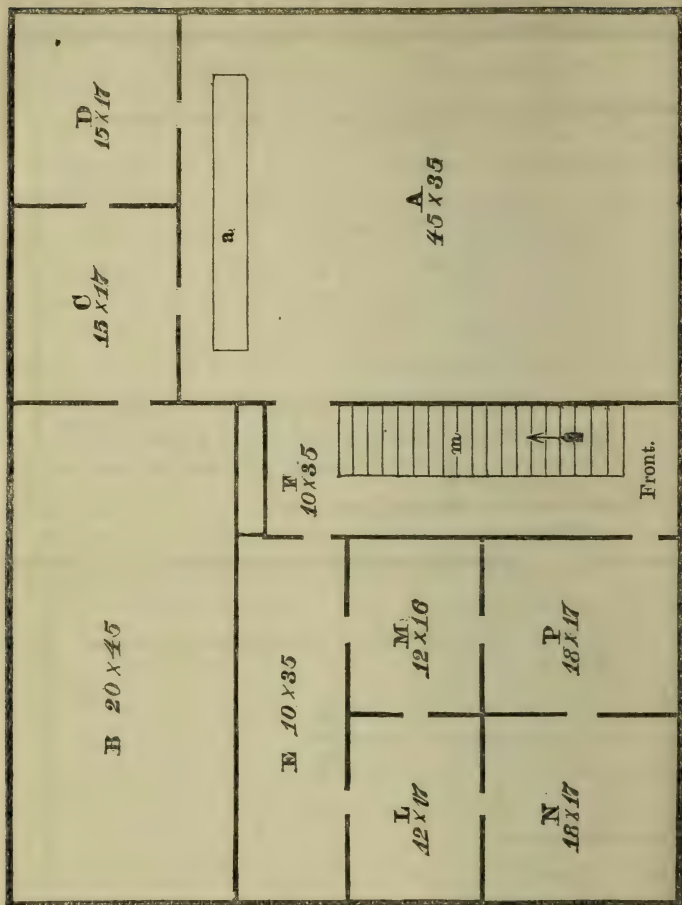 D
15 X 17
C
15 X 17
a
A
45 X 35
B 20 X 45
F
10 X 35
m
Front.
E 10 X 35
M
12 X 16
L
12 X 17
P
18 X 17
N
18 X 17